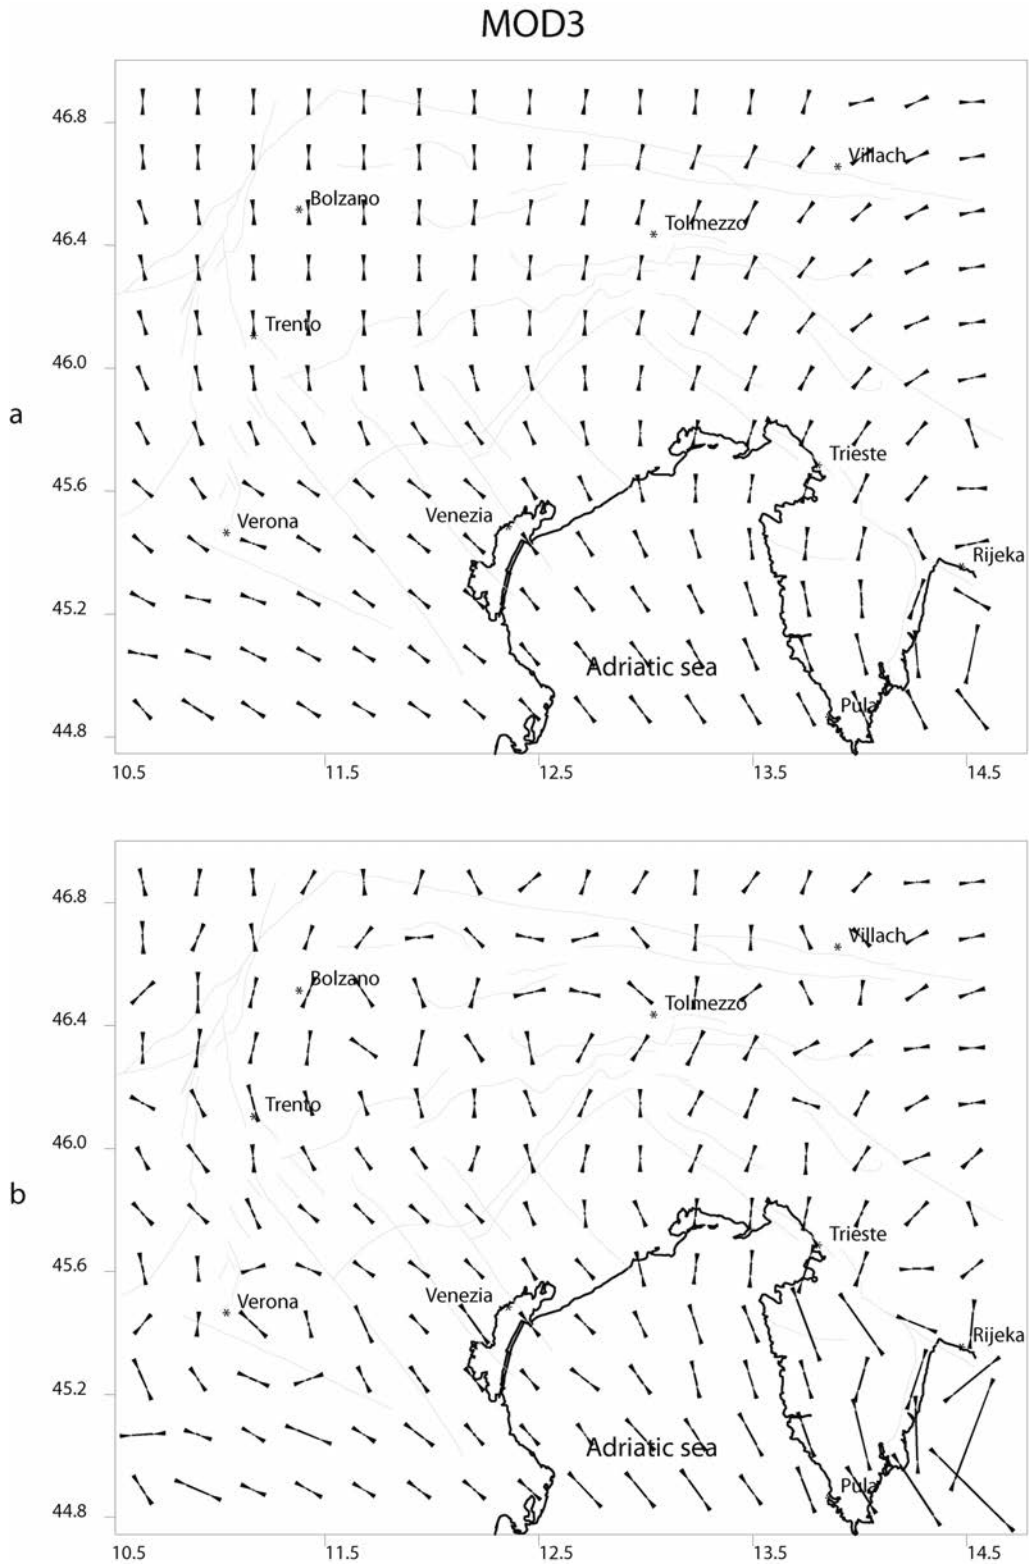 MOD3
46.8
Villach
Bolzano
Tolmezzo
46.4
Trento
46.0
a
Trieste
45.6
Venezia
Verona
Rijeka
45.2
Adriatic sea
Pula
44.8
10.5 11.5 12.5 13.5 14.5
46.8
Villach
Bolzano
Tolmezzo
46.4
Trento
46.0
b
Trieste
45.6
Venezia
Verona
Rijeka
45.2
Adriatic sea
Pula
44.8
10.5 11.5 12.5 13.5 14.5